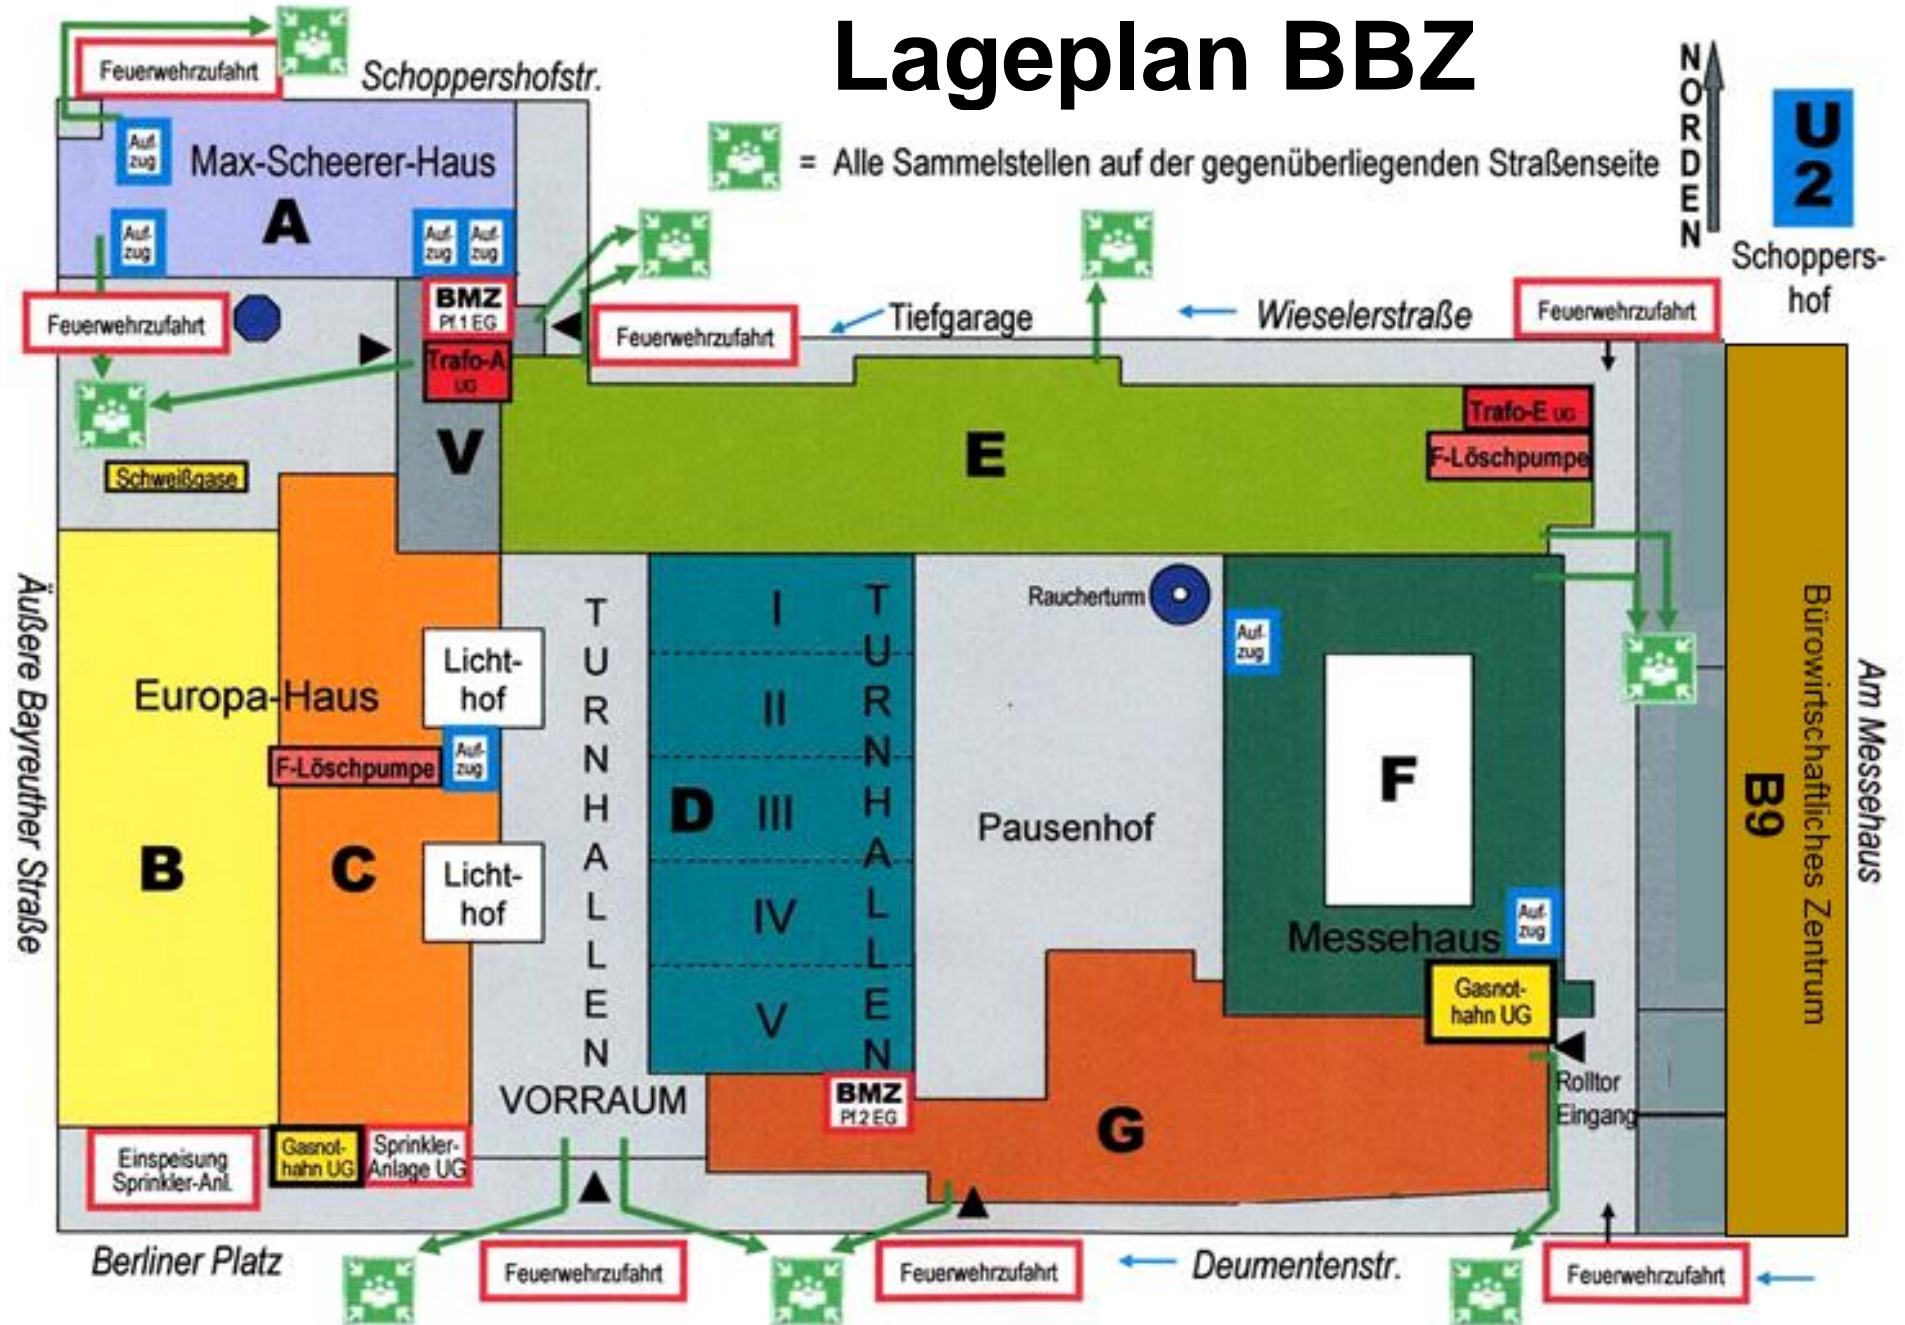 Lageplan BBZ
Feuerwehrzufahrt
Schoppershofstr.
= Alle Sammelstellen auf der gegenüberliegenden Straßenseite
NORDEN
U
2
Schoppers-
hof
Auf-
zug
Max-Scheerer-Haus
A
Auf-
zug
Auf-
zug
Auf-
zug
Feuerwehrzufahrt
BMZ
Pf.1 EG
Feuerwehrzufahrt
Tiefgarage
Wieselerstraße
Feuerwehrzufahrt
Trafo-A
UG
V
E
Trafo-E UG
F-Löschpumpe
Schweißgase
Äußere Bayreuther Straße
Europa-Haus
B
C
F-Löschpumpe
Auf-
zug
Licht-
hof
Licht-
hof
TURNHALLEN
D
I
II
III
IV
V
TURNHALLEN
Raucherturm
Pausenhof
Auf-
zug
F
Messehaus
Auf-
zug
Gasnot-
hahn UG
Rolltor
Eingang
B9
Bürowirtschaftliches Zentrum
Am Messehaus
VORRAUM
BMZ
Pf.2 EG
G
Einspeisung
Sprinkler-Anl.
Gasnot-
hahn UG
Sprinkler-
Anlage UG
Berliner Platz
Feuerwehrzufahrt
Feuerwehrzufahrt
Deumentenstr.
Feuerwehrzufahrt